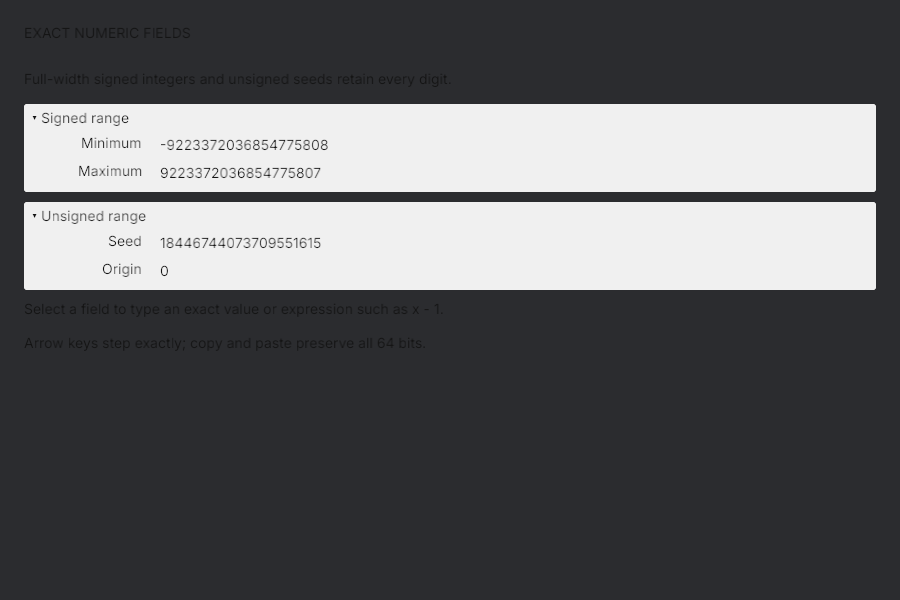 EXACT NUMERIC FIELDS
Full-width signed integers and unsigned seeds retain every digit.
Signed range
Minimum -9223372036854775808
Maximum 9223372036854775807
Unsigned range
Seed 18446744073709551615
Origin 0
Select a field to type an exact value or expression such as x - 1.
Arrow keys step exactly; copy and paste preserve all 64 bits.